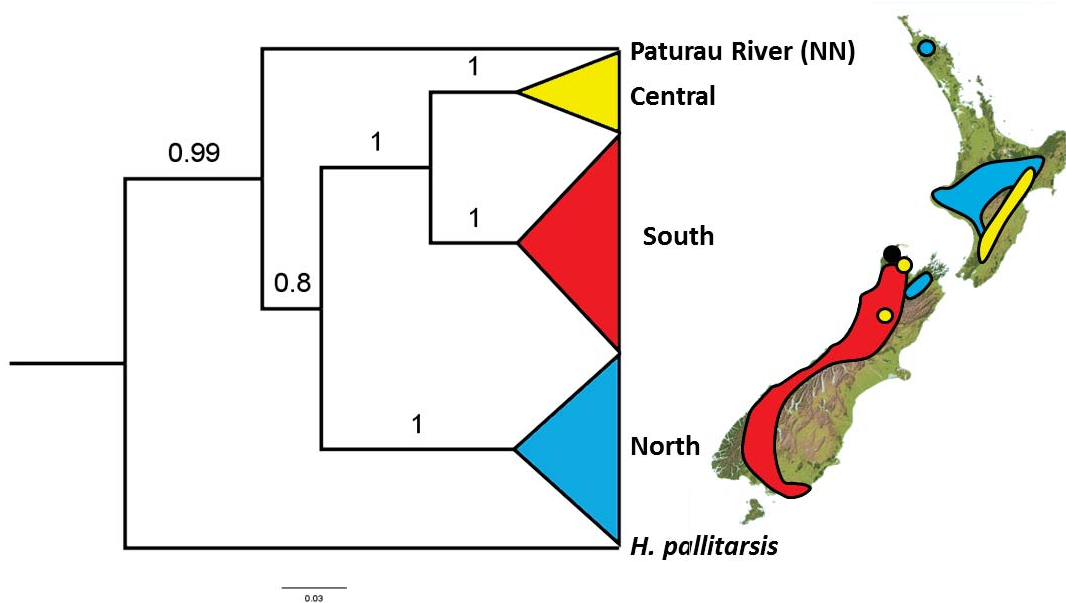 Paturau River (NN)
1
Central
1
0.99
1
South
0.8
1
North
H. pallitarsis
0.03